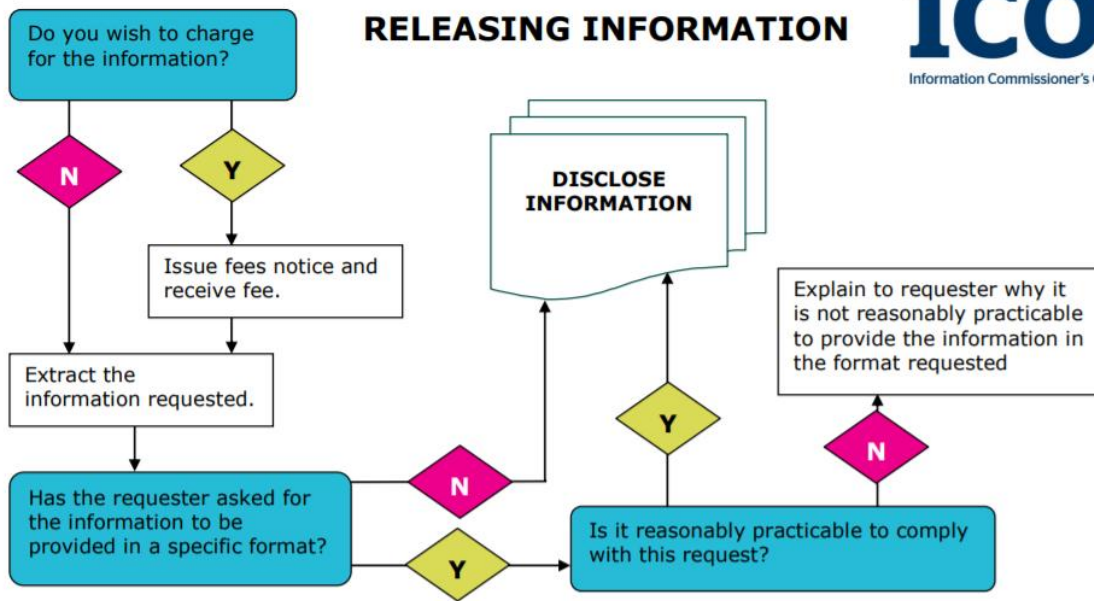 RELEASING INFORMATION
ICO
Information Commissioner's
Do you wish to charge
for the information?
N
Y
Issue fees notice and
receive fee.
Extract the
information requested.
Has the requester asked for
the information to be
provided in a specific format?
N
Y
DISCLOSE
INFORMATION
Is it reasonably practicable to comply
with this request?
Y
N
Explain to requester why it
is not reasonably practicable
to provide the information in
the format requested